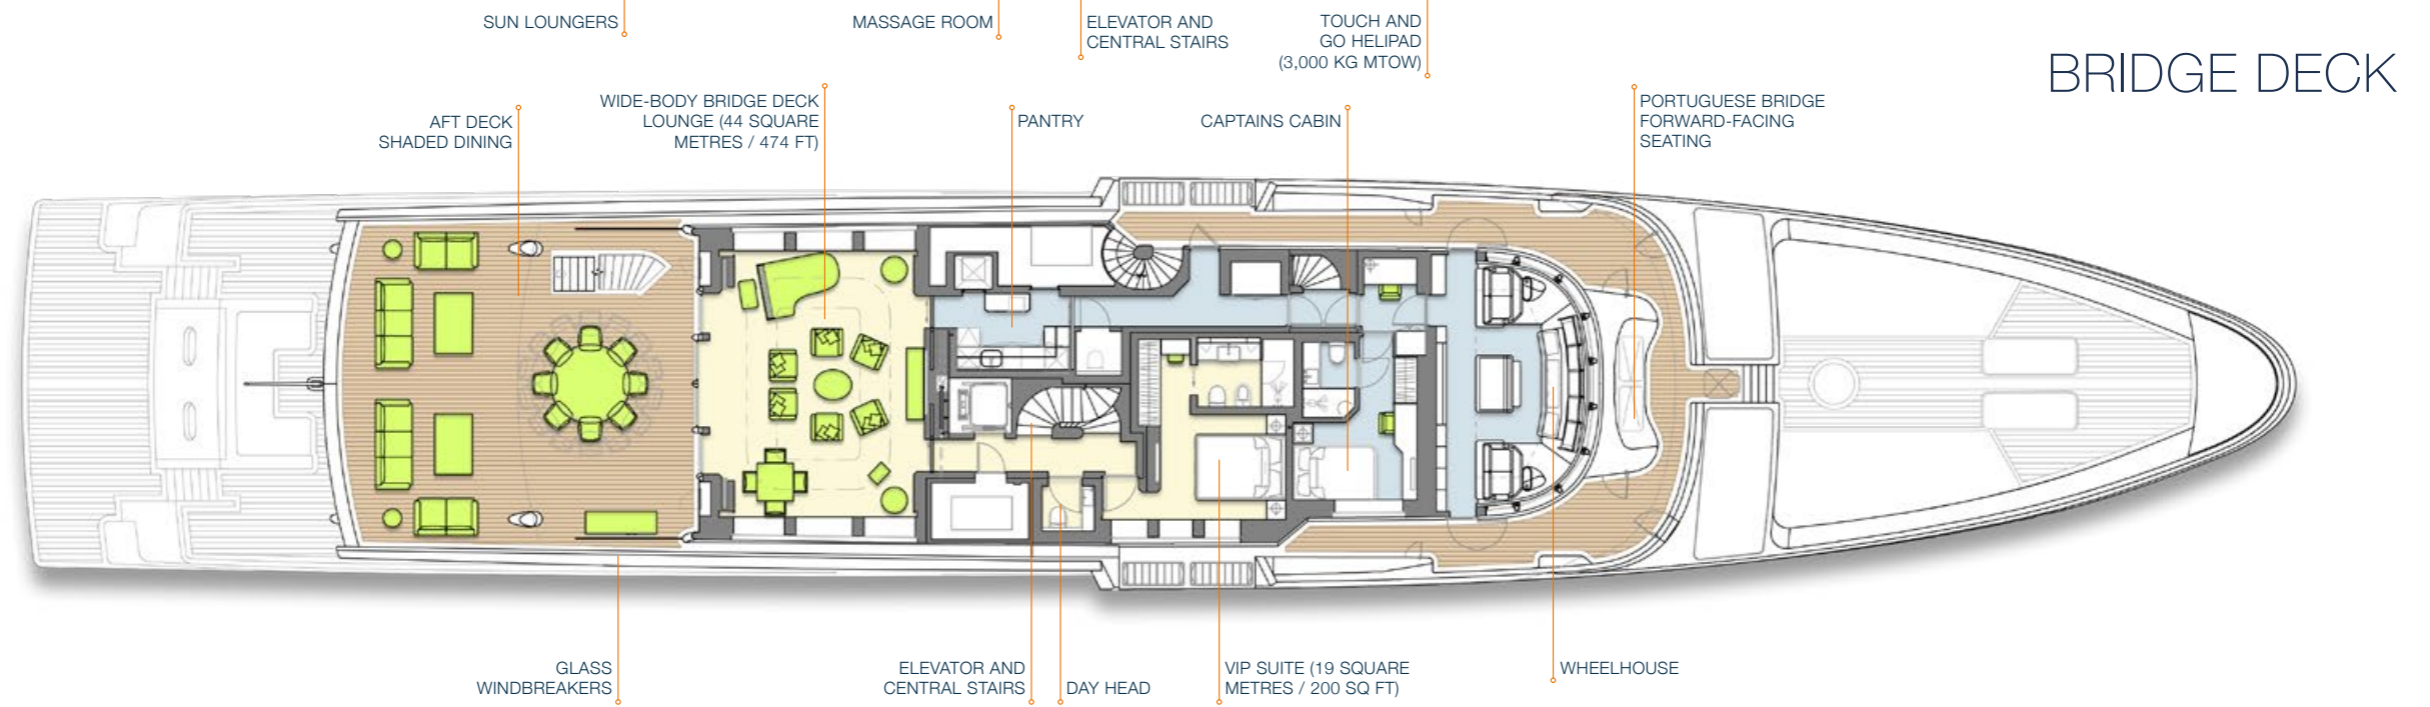 SUN LOUNGERS
MASSAGE ROOM
ELEVATOR AND
CENTRAL STAIRS
TOUCH AND
GO HELIPAD
(3,000 KG MTOW)
BRIDGE DECK
AFT DECK
SHADED DINING
WIDE-BODY BRIDGE DECK
LOUNGE (44 SQUARE
METRES / 474 FT)
PANTRY
CAPTAINS CABIN
PORTUGUESE BRIDGE
FORWARD-FACING
SEATING
GLASS
WINDBREAKERS
ELEVATOR AND
CENTRAL STAIRS
DAY HEAD
VIP SUITE (19 SQUARE
METRES / 200 SQ FT)
WHEELHOUSE